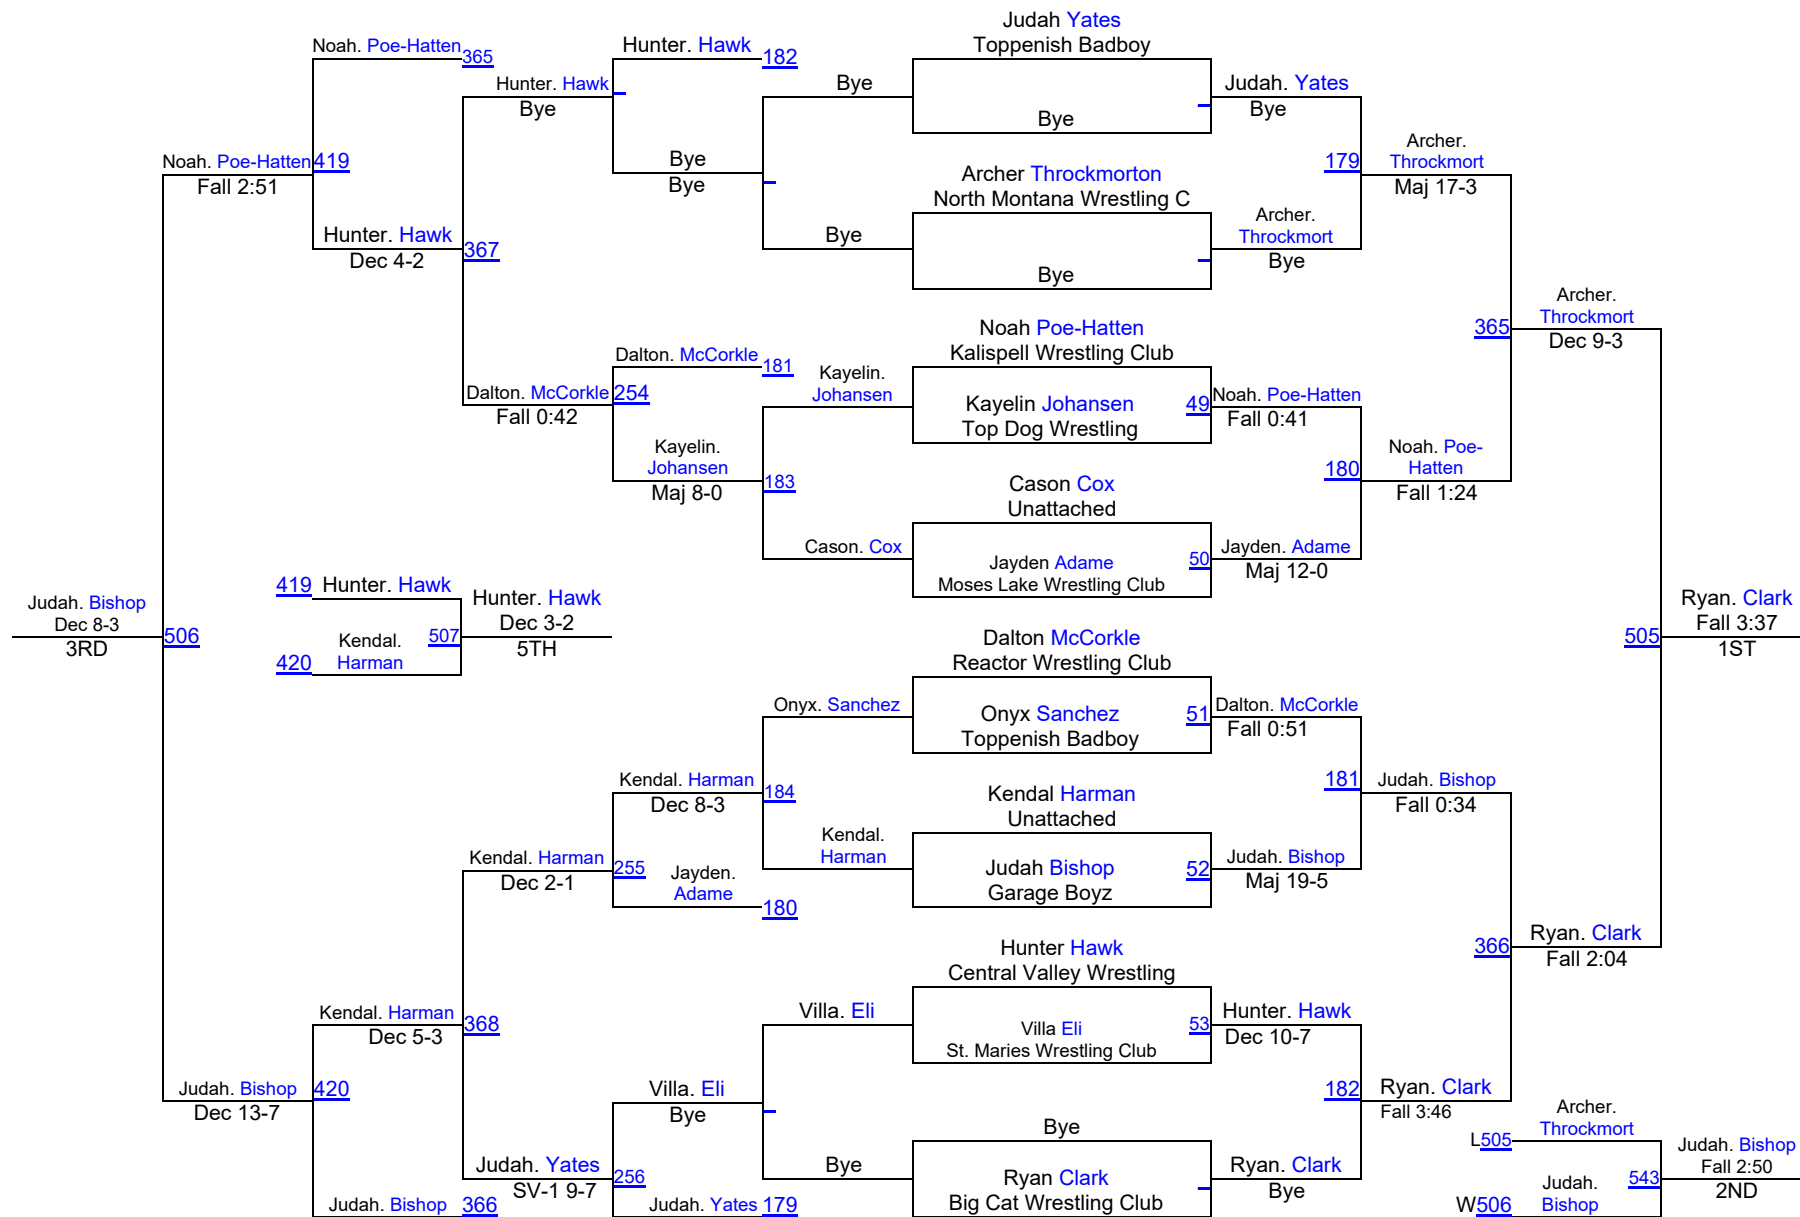 Judah Yates
Toppenish Badboy
Bye
Archer Throckmorton
North Montana Wrestling C
Bye
Noah Poe-Hatten
Kalispell Wrestling Club
Kayelin Johansen 49
Top Dog Wrestling
Cason Cox
Unattached
Jayden Adame 50
Moses Lake Wrestling Club
Dalton McCorkle
Reactor Wrestling Club
Onyx Sanchez 51
Toppenish Badboy
Kendal Harman
Unattached
Judah Bishop 52
Garage Boyz
Hunter Hawk
Central Valley Wrestling
Villa Eli 53
St. Maries Wrestling Club
Bye
Ryan Clark
Big Cat Wrestling Club
Judah. Yates
Bye
Archer.
Throckmort
Bye
Noah. Poe-Hatten
Fall 0:41
Jayden. Adame
Maj 12-0
Dalton. McCorkle
Fall 0:51
Judah. Bishop
Maj 19-5
Hunter. Hawk
Dec 10-7
Ryan. Clark
Bye
179
Archer.
Throckmort
Maj 17-3
180
Noah. Poe-
Hatten
Fall 1:24
181
Judah. Bishop
Fall 0:34
182
Ryan. Clark
Fall 3:46
365
Archer.
Throckmort
Dec 9-3
366
Ryan. Clark
Fall 2:04
505
Ryan. Clark
Fall 3:37
1ST
L505
Archer.
Throckmort
W506
Judah.
Bishop
543
Judah. Bishop
Fall 2:50
2ND
Bye
Bye
Kayelin.
Johansen
Cason. Cox
Onyx. Sanchez
Kendal.
Harman
Villa. Eli
Bye
Hunter. Hawk 182
Bye
Bye
Dalton. McCorkle 181
Kayelin.
Johansen
Maj 8-0
183
Kendal. Harman
Dec 8-3
184
Jayden.
Adame
180
Villa. Eli
Bye
Judah. Yates 179
Hunter. Hawk
Bye
Dalton. McCorkle 254
Fall 0:42
Kendal. Harman
Dec 2-1
255
Judah. Yates
SV-1 9-7
256
Noah. Poe-Hatten 365
Hunter. Hawk
Dec 4-2
367
Kendal. Harman
Dec 5-3
368
Judah. Bishop 366
Noah. Poe-Hatten 419
Fall 2:51
Judah. Bishop 420
Dec 13-7
Judah. Bishop
Dec 8-3
3RD
506
419 Hunter. Hawk
420
Kendal.
Harman
507
Hunter. Hawk
Dec 3-2
5TH